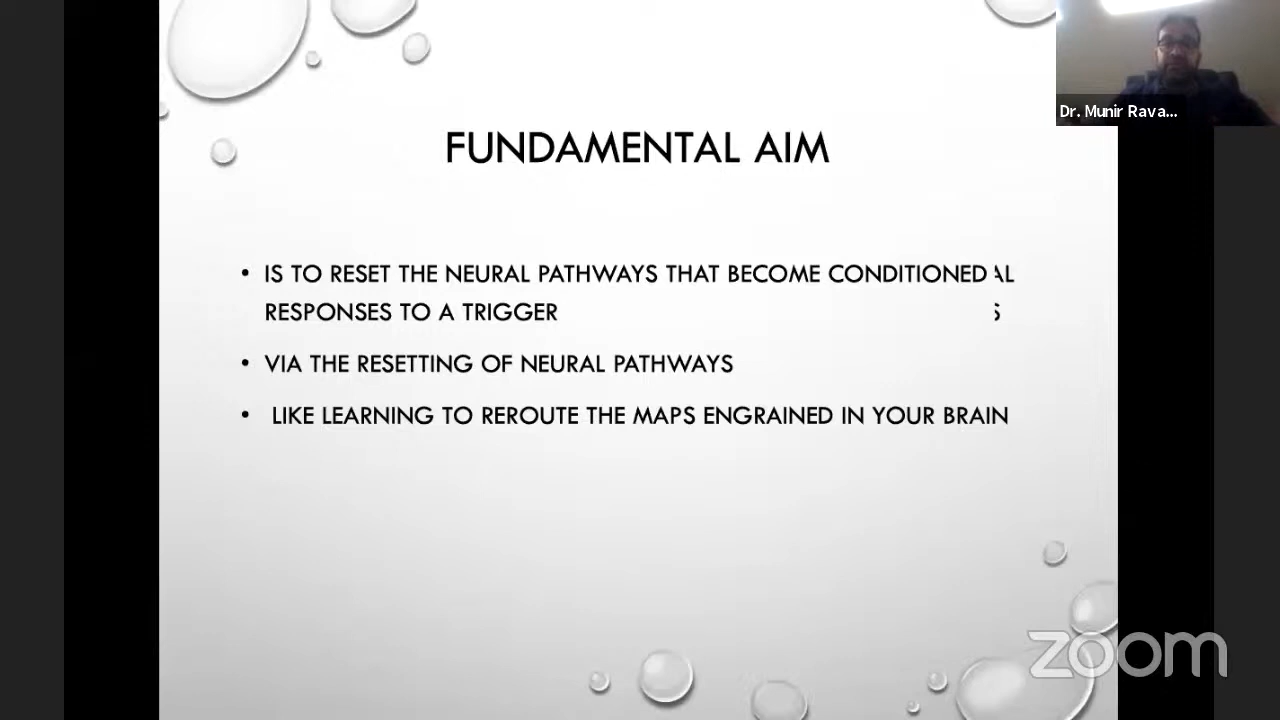 Dr. Munir Rava...
FUNDAMENTAL AIM
• IS TO RESET THE NEURAL PATHWAYS THAT BECOME CONDITIONED AL
RESPONSES TO A TRIGGER S
• VIA THE RESETTING OF NEURAL PATHWAYS
• LIKE LEARNING TO REROUTE THE MAPS ENGRAINED IN YOUR BRAIN
zoom